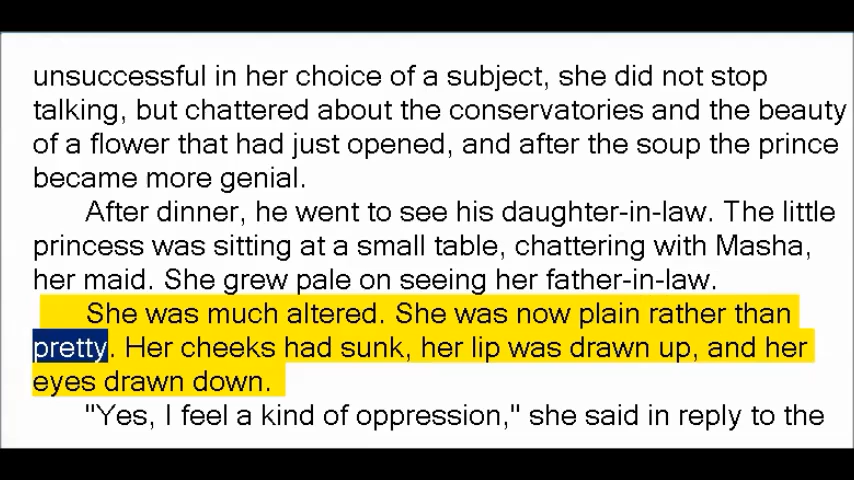 unsuccessful in her choice of a subject, she did not stop
talking, but chattered about the conservatories and the beauty
of a flower that had just opened, and after the soup the prince
became more genial.
After dinner, he went to see his daughter-in-law. The little
princess was sitting at a small table, chattering with Masha,
her maid. She grew pale on seeing her father-in-law.
She was much altered. She was now plain rather than
pretty. Her cheeks had sunk, her lip was drawn up, and her
eyes drawn down.
"Yes, I feel a kind of oppression," she said in reply to the